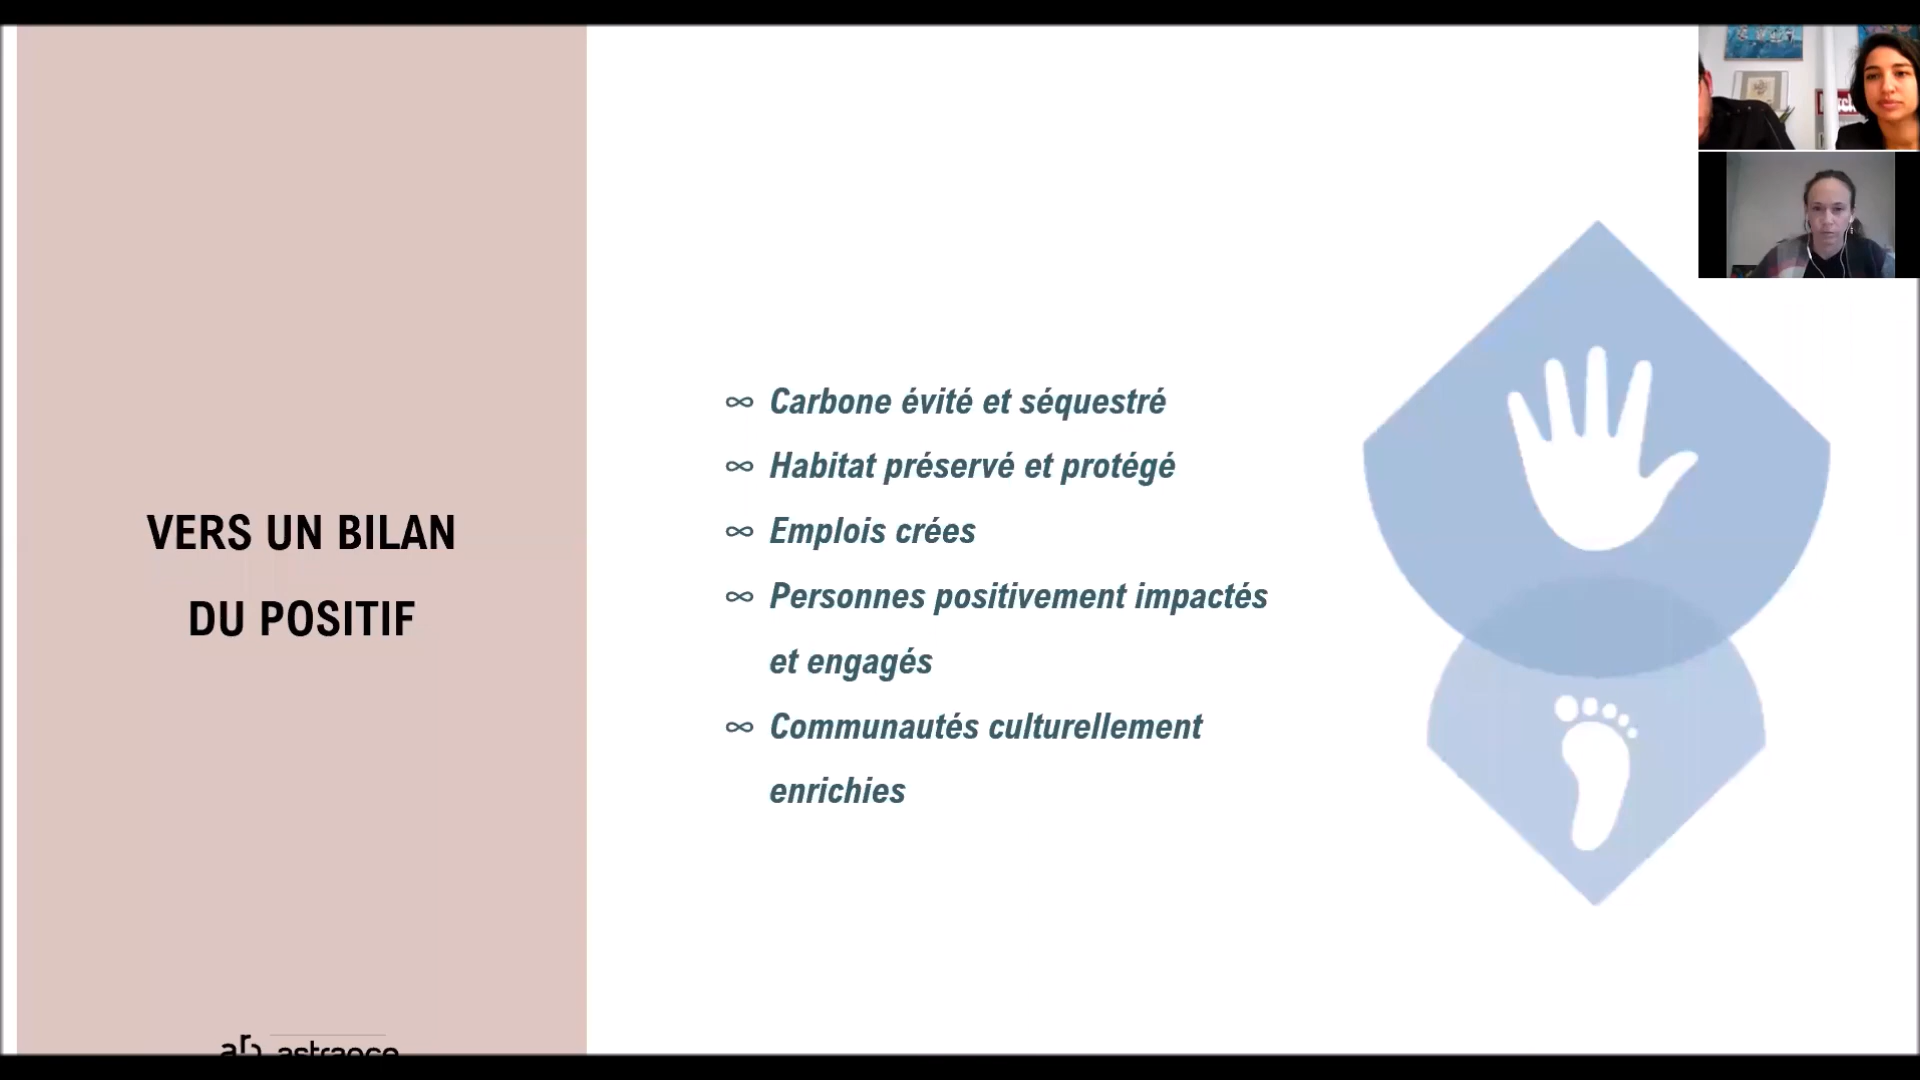 VERS UN BILAN
DU POSITIF
∞ Carbone évité et séquestré
∞ Habitat préservé et protégé
∞ Emplois crées
∞ Personnes positivement impactés
et engagés
∞ Communautés culturellement
enrichies
astrance